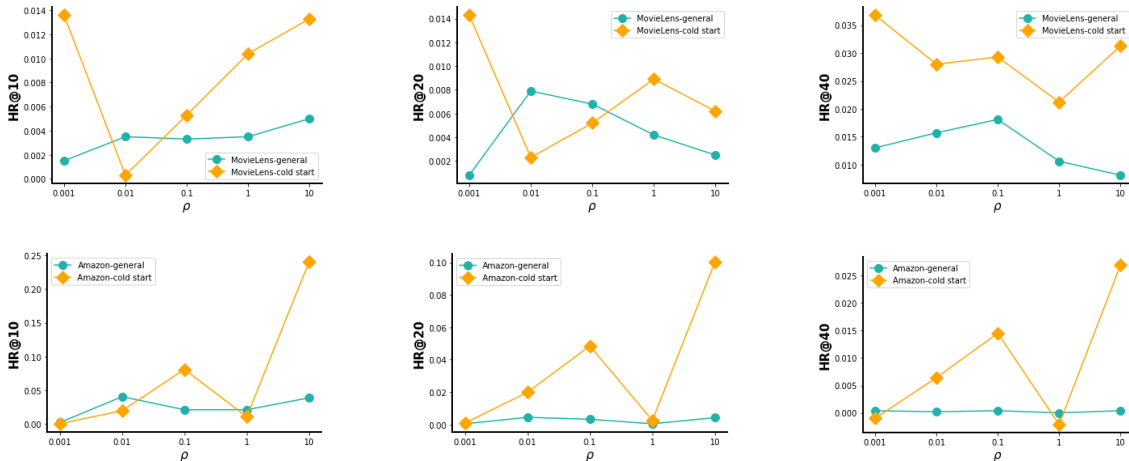 HR@10
0.014
0.012
0.010
0.008
0.006
0.004
0.002
0.000
MovieLens-general
MovieLens-cold start
0.001 0.01 0.1 1 10
ρ
HR@20
0.014
0.012
0.010
0.008
0.006
0.004
0.002
MovieLens-general
MovieLens-cold start
0.001 0.01 0.1 1 10
ρ
HR@40
0.035
0.030
0.025
0.020
0.015
0.010
MovieLens-general
MovieLens-cold start
0.001 0.01 0.1 1 10
ρ
HR@10
0.25
0.20
0.15
0.10
0.05
0.00
Amazon-general
Amazon-cold start
0.001 0.01 0.1 1 10
ρ
HR@20
0.10
0.08
0.06
0.04
0.02
0.00
Amazon-general
Amazon-cold start
0.001 0.01 0.1 1 10
ρ
HR@40
0.025
0.020
0.015
0.010
0.005
0.000
Amazon-general
Amazon-cold start
0.001 0.01 0.1 1 10
ρ